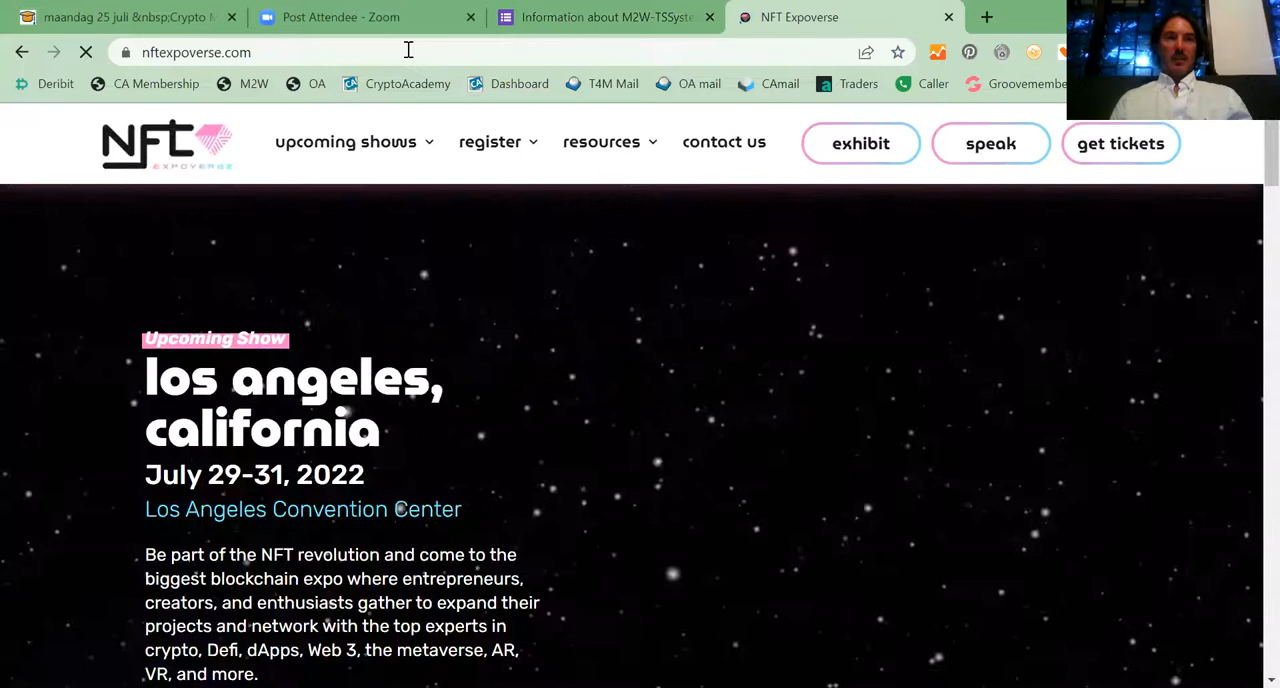 maandag 25 juli &nbsp;Crypto M
Post Attendee - Zoom
Information about M2W-TSSyste
NFT Expoverse
nftexpoverse.com
Deribit
CA Membership
M2W
OA
CryptoAcademy
Dashboard
T4M Mail
OA mail
CAmail
Traders
Caller
Groovemembe
NFT
EXPOVERSE
upcoming shows
register
resources
contact us
exhibit
speak
get tickets
Upcoming Show
los angeles,
california
July 29-31, 2022
Los Angeles Convention Center
Be part of the NFT revolution and come to the
biggest blockchain expo where entrepreneurs,
creators, and enthusiasts gather to expand their
projects and network with the top experts in
crypto, Defi, dApps, Web 3, the metaverse, AR,
VR, and more.